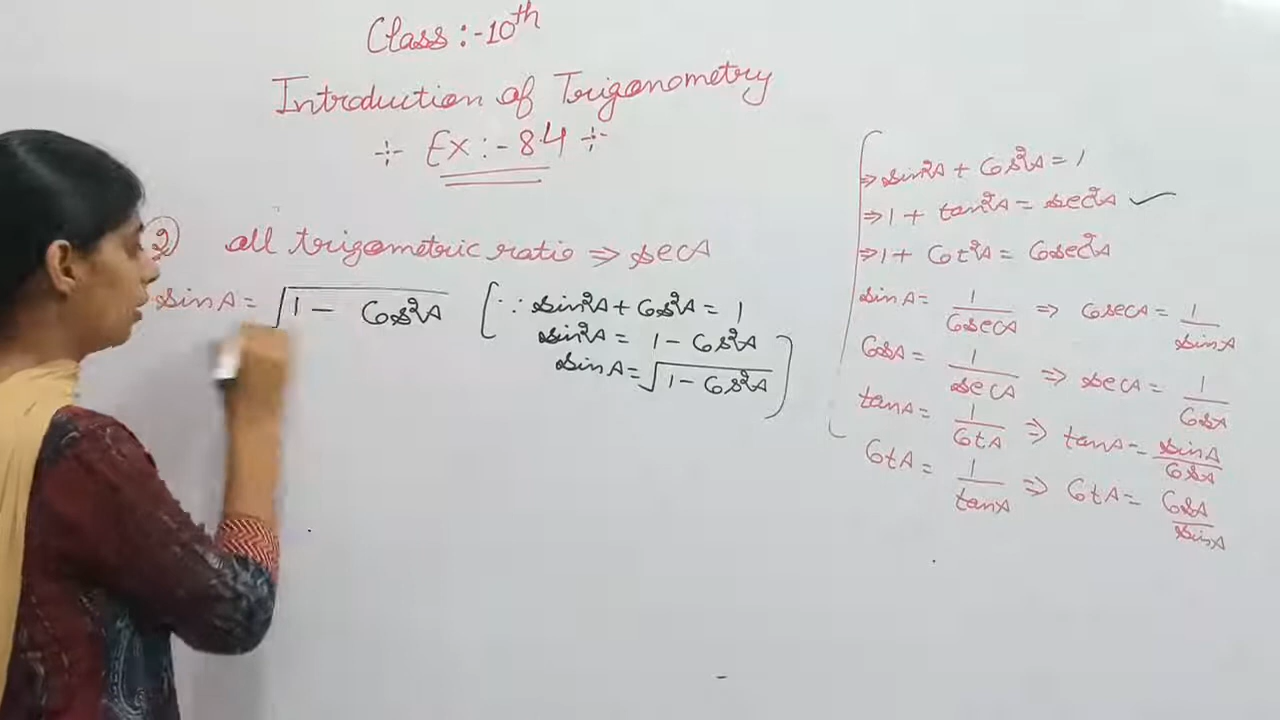 Class :- 10th
Introduction of Trigonometry
Ex :- 8.4
2) all trigometric ratio ⇒ secA
sinA = √1 - Cos²A [∵ sin²A + Cos²A = 1
sin²A = 1 - Cos²A
sinA = √1 - Cos²A ]
⇒ sin²A + Cos²A = 1
⇒ 1 + tan²A = sec²A ✓
⇒ 1 + Cot²A = Cosec²A
sinA = 1/CosecA ⇒ CosecA = 1/sinA
CosA = 1/secA ⇒ secA = 1/CosA
tanA = 1/CotA ⇒ tanA = sinA/CosA
CotA = 1/tanA ⇒ CotA = CosA/sinA